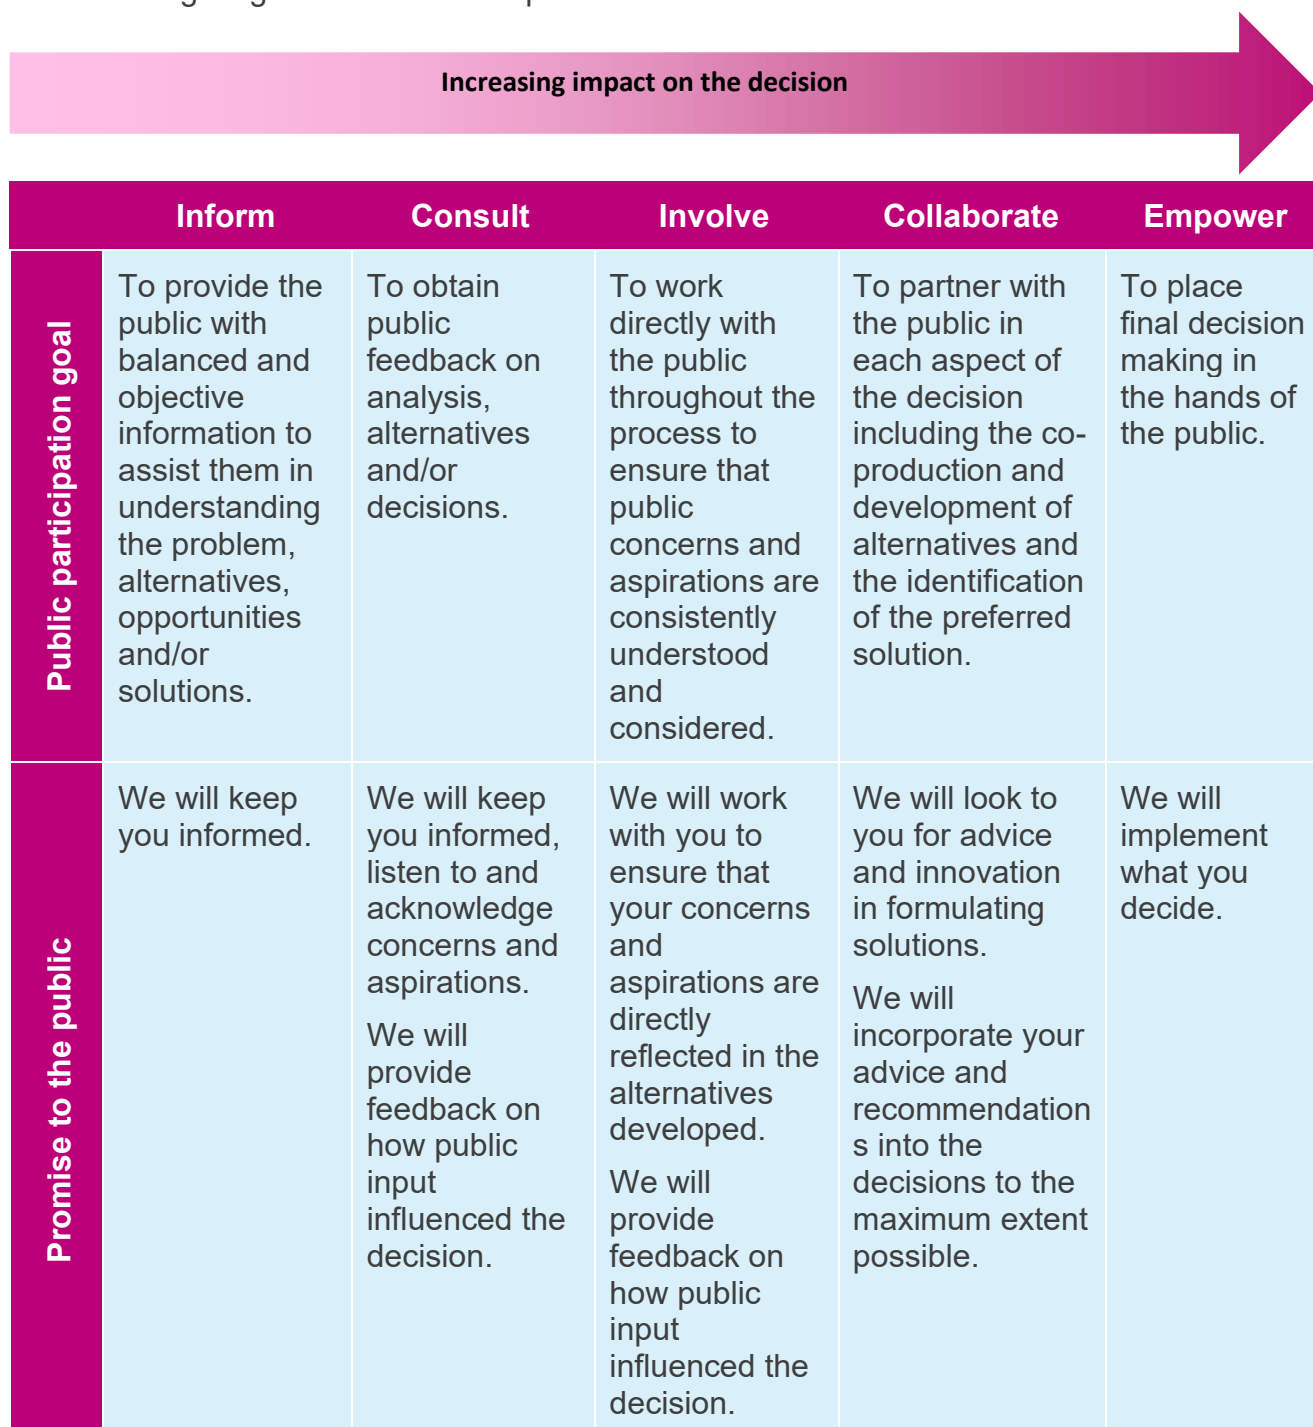 Increasing impact on the decision
Inform
Consult
Involve
Collaborate
Empower
Public participation goal
To provide the
public with
balanced and
objective
information to
assist them in
understanding
the problem,
alternatives,
opportunities
and/or
solutions.
To obtain
public
feedback on
analysis,
alternatives
and/or
decisions.
To work
directly with
the public
throughout the
process to
ensure that
public
concerns and
aspirations are
consistently
understood
and
considered.
To partner with
the public in
each aspect of
the decision
including the co-
production and
development of
alternatives and
the identification
of the preferred
solution.
To place
final decision
making in
the hands of
the public.
Promise to the public
We will keep
you informed.
We will keep
you informed,
listen to and
acknowledge
concerns and
aspirations.
We will
provide
feedback on
how public
input
influenced the
decision.
We will work
with you to
ensure that
your concerns
and
aspirations are
directly
reflected in the
alternatives
developed.
We will
provide
feedback on
how public
input
influenced the
decision.
We will look to
you for advice
and innovation
in formulating
solutions.
We will
incorporate your
advice and
recommendation
s into the
decisions to the
maximum extent
possible.
We will
implement
what you
decide.